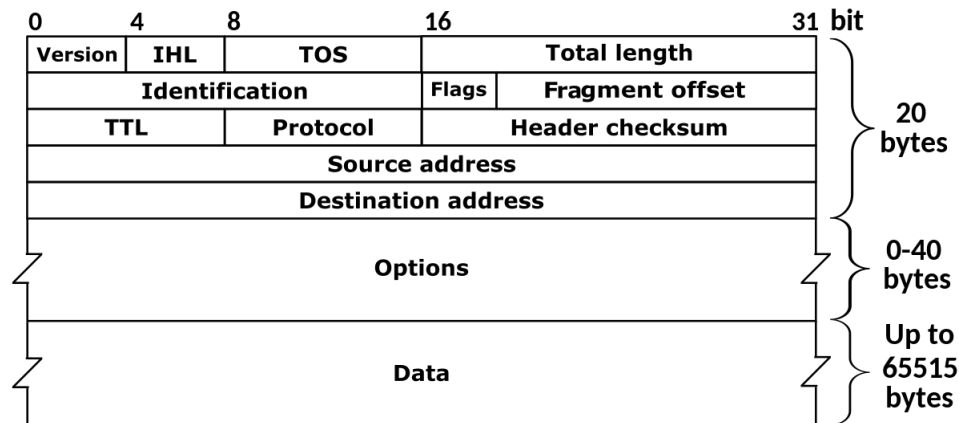 0 4 8 16 31 bit
Version IHL TOS Total length
Identification Flags Fragment offset
TTL Protocol Header checksum
Source address
Destination address
20
bytes
Options
0-40
bytes
Data
Up to
65515
bytes